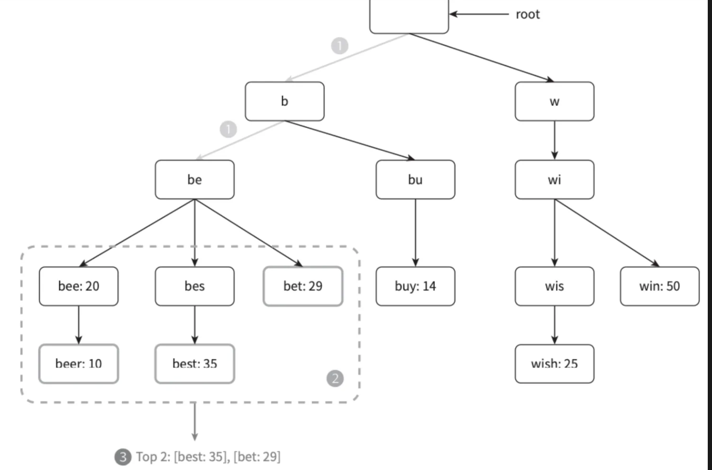 root
1
b
w
1
be
bu
wi
bee: 20
bes
bet: 29
buy: 14
wis
win: 50
beer: 10
best: 35
wish: 25
2
3 Top 2: [best: 35], [bet: 29]